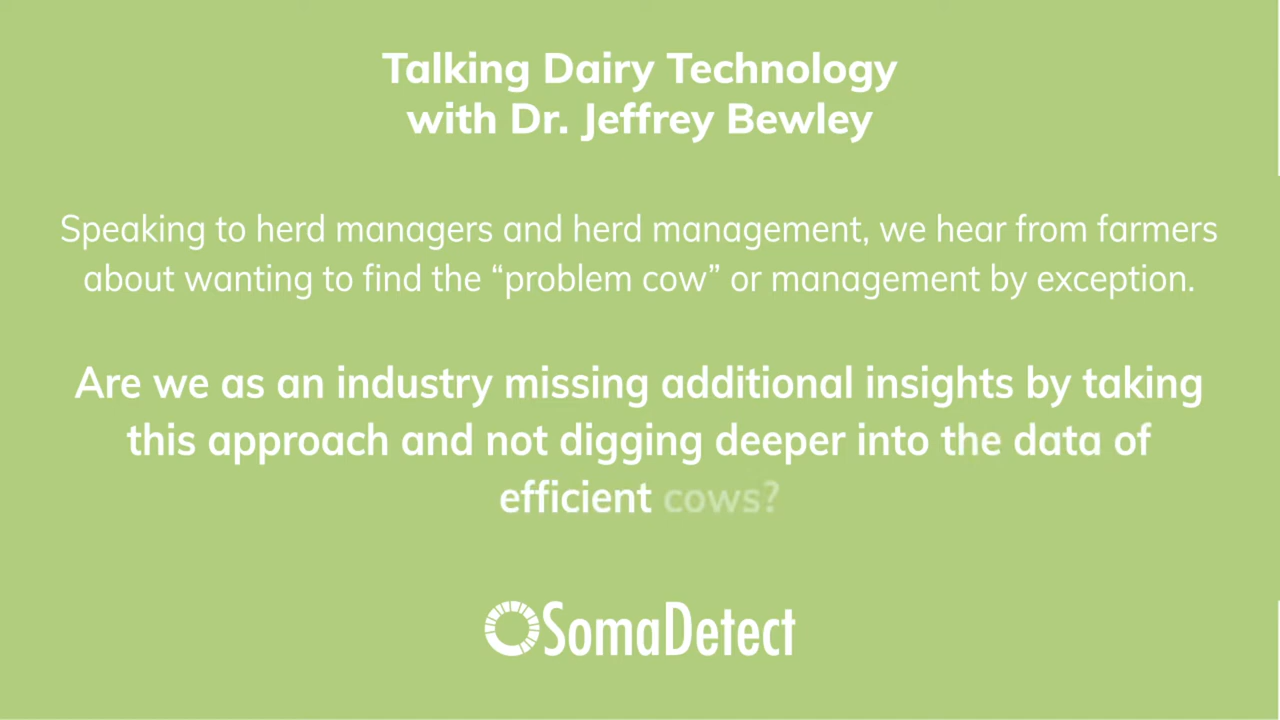 Talking Dairy Technology
with Dr. Jeffrey Bewley
Speaking to herd managers and herd management, we hear from farmers
about wanting to find the “problem cow” or management by exception.
Are we as an industry missing additional insights by taking
this approach and not digging deeper into the data of
efficient cows?
SomaDetect